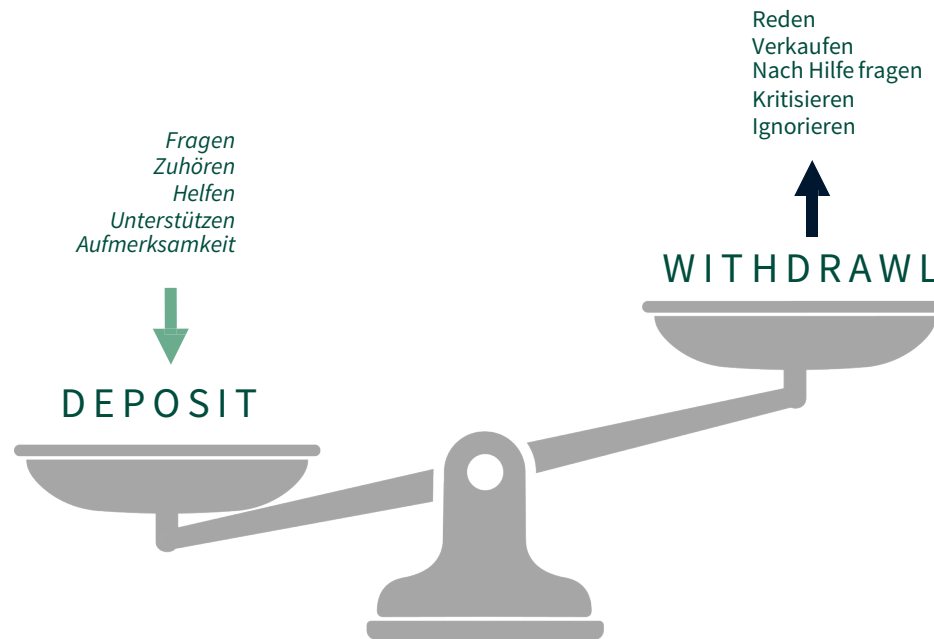 Fragen
Zuhören
Helfen
Unterstützen
Aufmerksamkeit
DEPOSIT
Reden
Verkaufen
Nach Hilfe fragen
Kritisieren
Ignorieren
WITHDRAWL